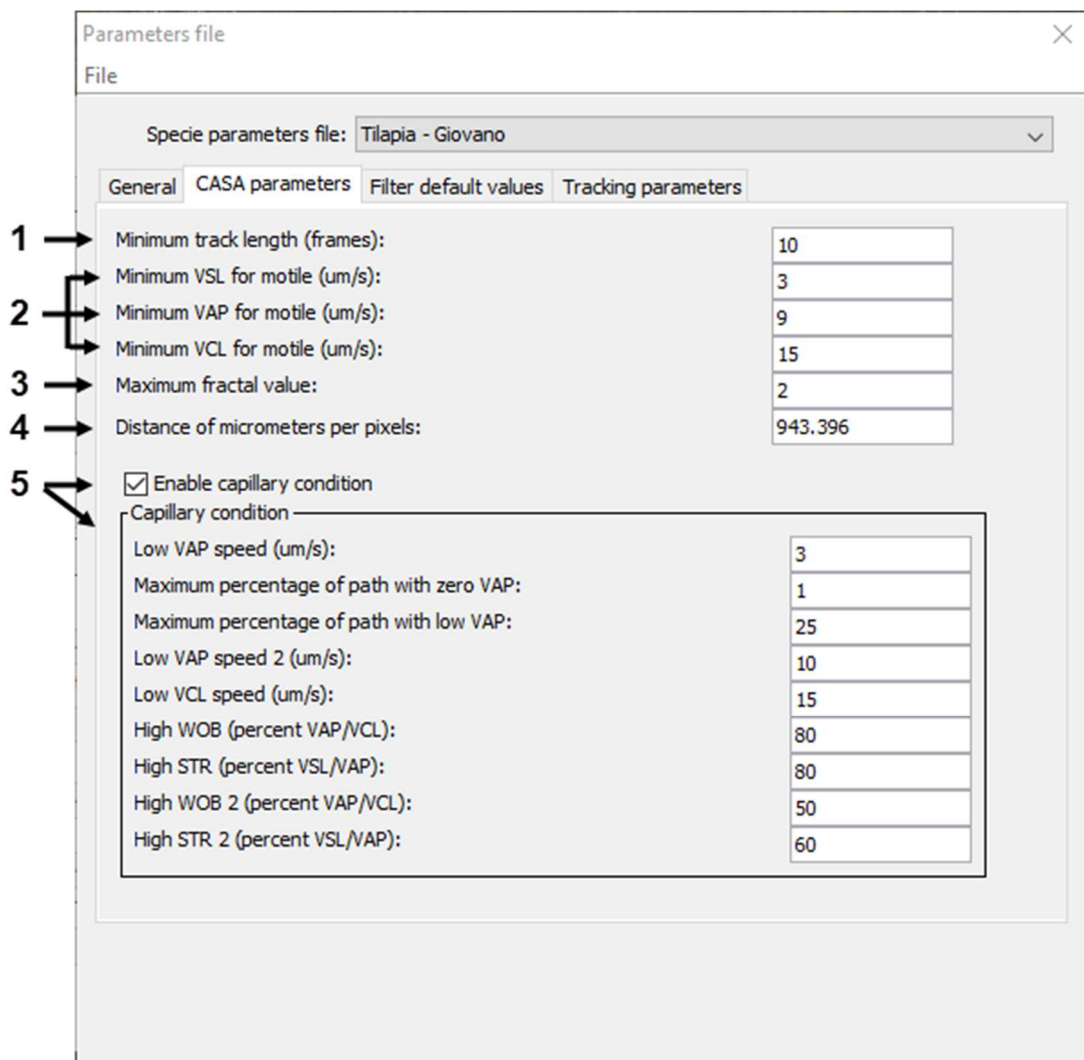 Parameters file
File
Specie parameters file: Tilapia - Giovano
General CASA parameters Filter default values Tracking parameters
1 Minimum track length (frames): 10
Minimum VSL for motile (um/s): 3
2 Minimum VAP for motile (um/s): 9
Minimum VCL for motile (um/s): 15
3 Maximum fractal value: 2
4 Distance of micrometers per pixels: 943.396
5 Enable capillary condition
Capillary condition
Low VAP speed (um/s): 3
Maximum percentage of path with zero VAP: 1
Maximum percentage of path with low VAP: 25
Low VAP speed 2 (um/s): 10
Low VCL speed (um/s): 15
High WOB (percent VAP/VCL): 80
High STR (percent VSL/VAP): 80
High WOB 2 (percent VAP/VCL): 50
High STR 2 (percent VSL/VAP): 60